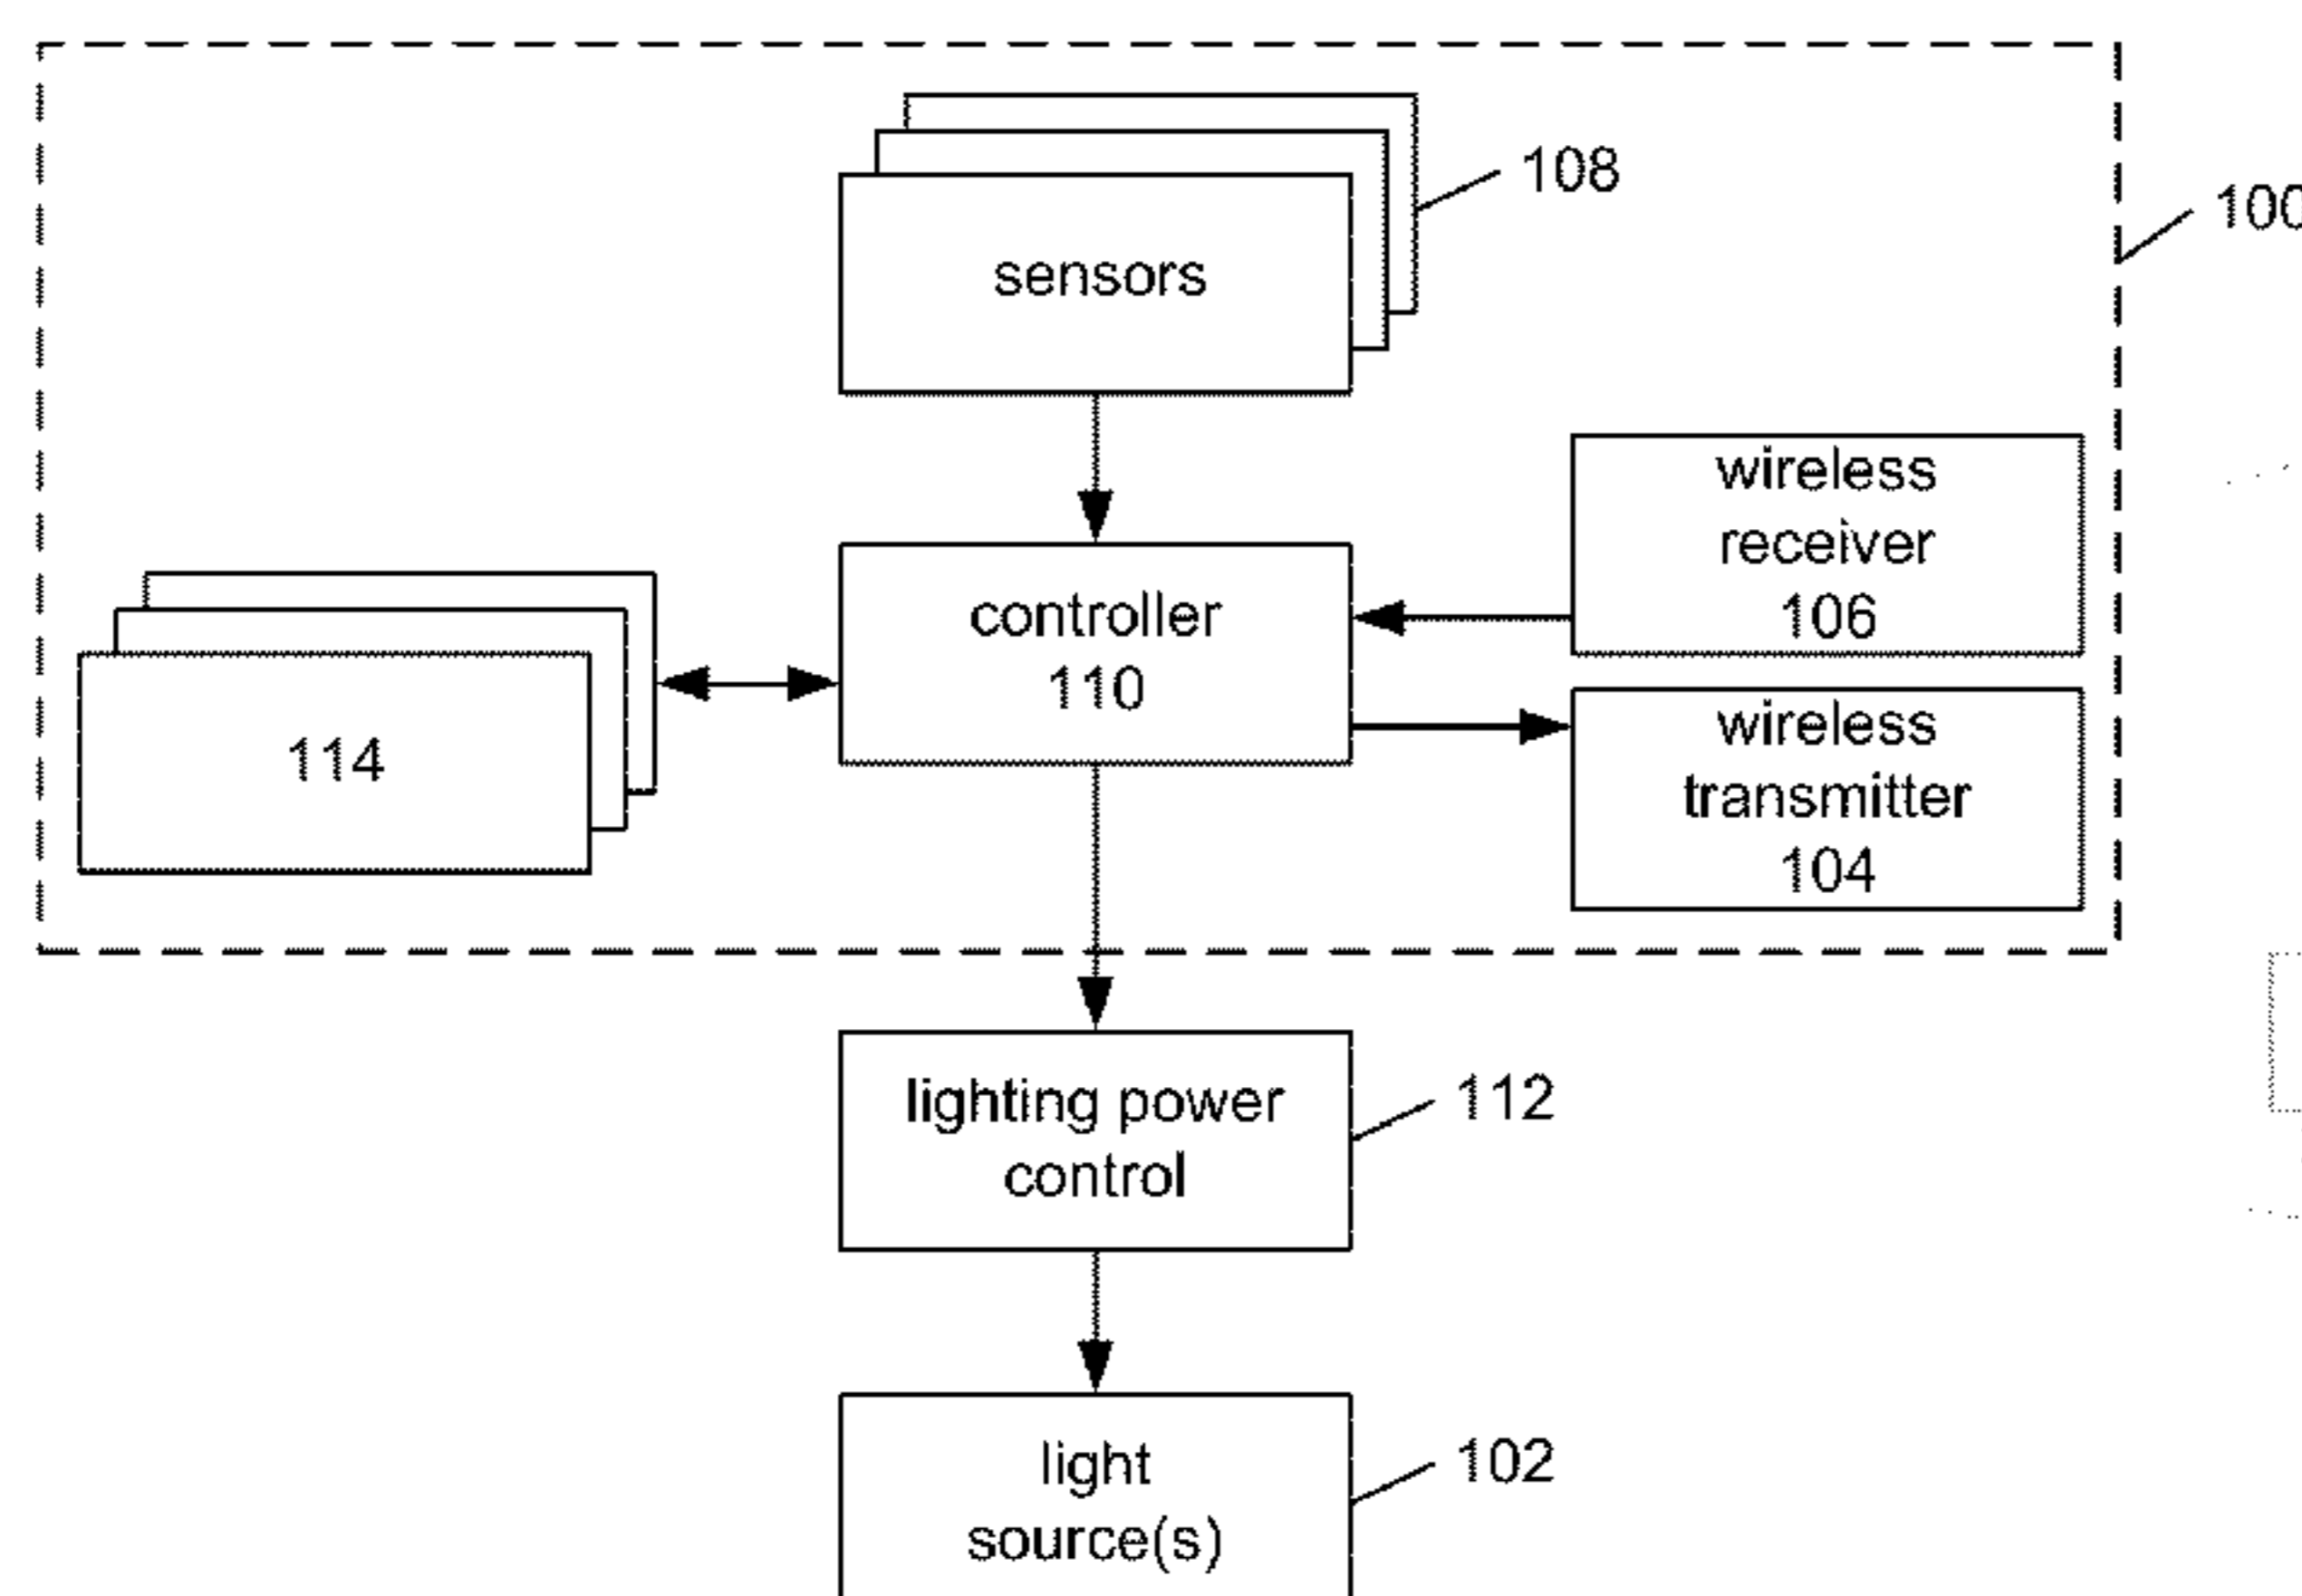 108
100
sensors
wireless
receiver
106
controller
110
114
wireless
transmitter
104
lighting power
control
112
light
source(s)
102